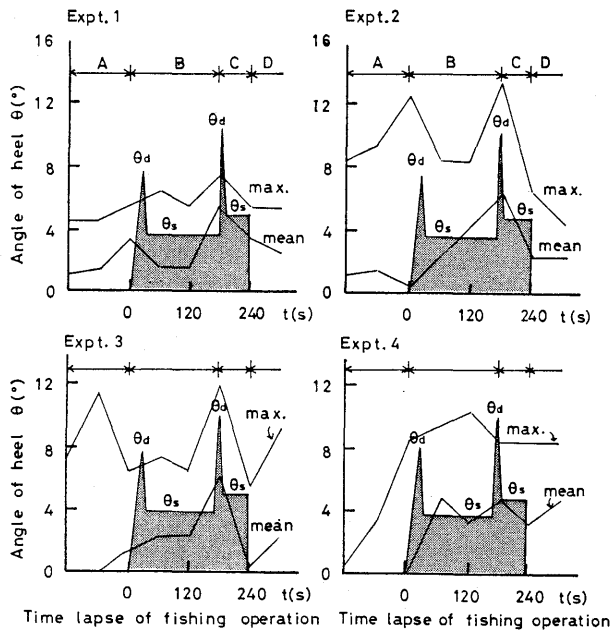 Expt.1
16
12
8
4
0
Angle of heel θ(°)
A B C D
θd
θd
θs
θs
max.
mean
0 120 240 t(s)
Expt.2
16
12
8
4
0
A B C D
θd
θd
θs
θs
max.
mean
0 120 240 t(s)
Expt.3
12
8
4
0
Angle of heel θ(°)
θd
θd
θs
θs
max.
mean
0 120 240 t(s)
Time lapse of fishing operation
Expt.4
12
8
4
0
θd
θd
θs
θs
max.
mean
0 120 240 t(s)
Time lapse of fishing operation